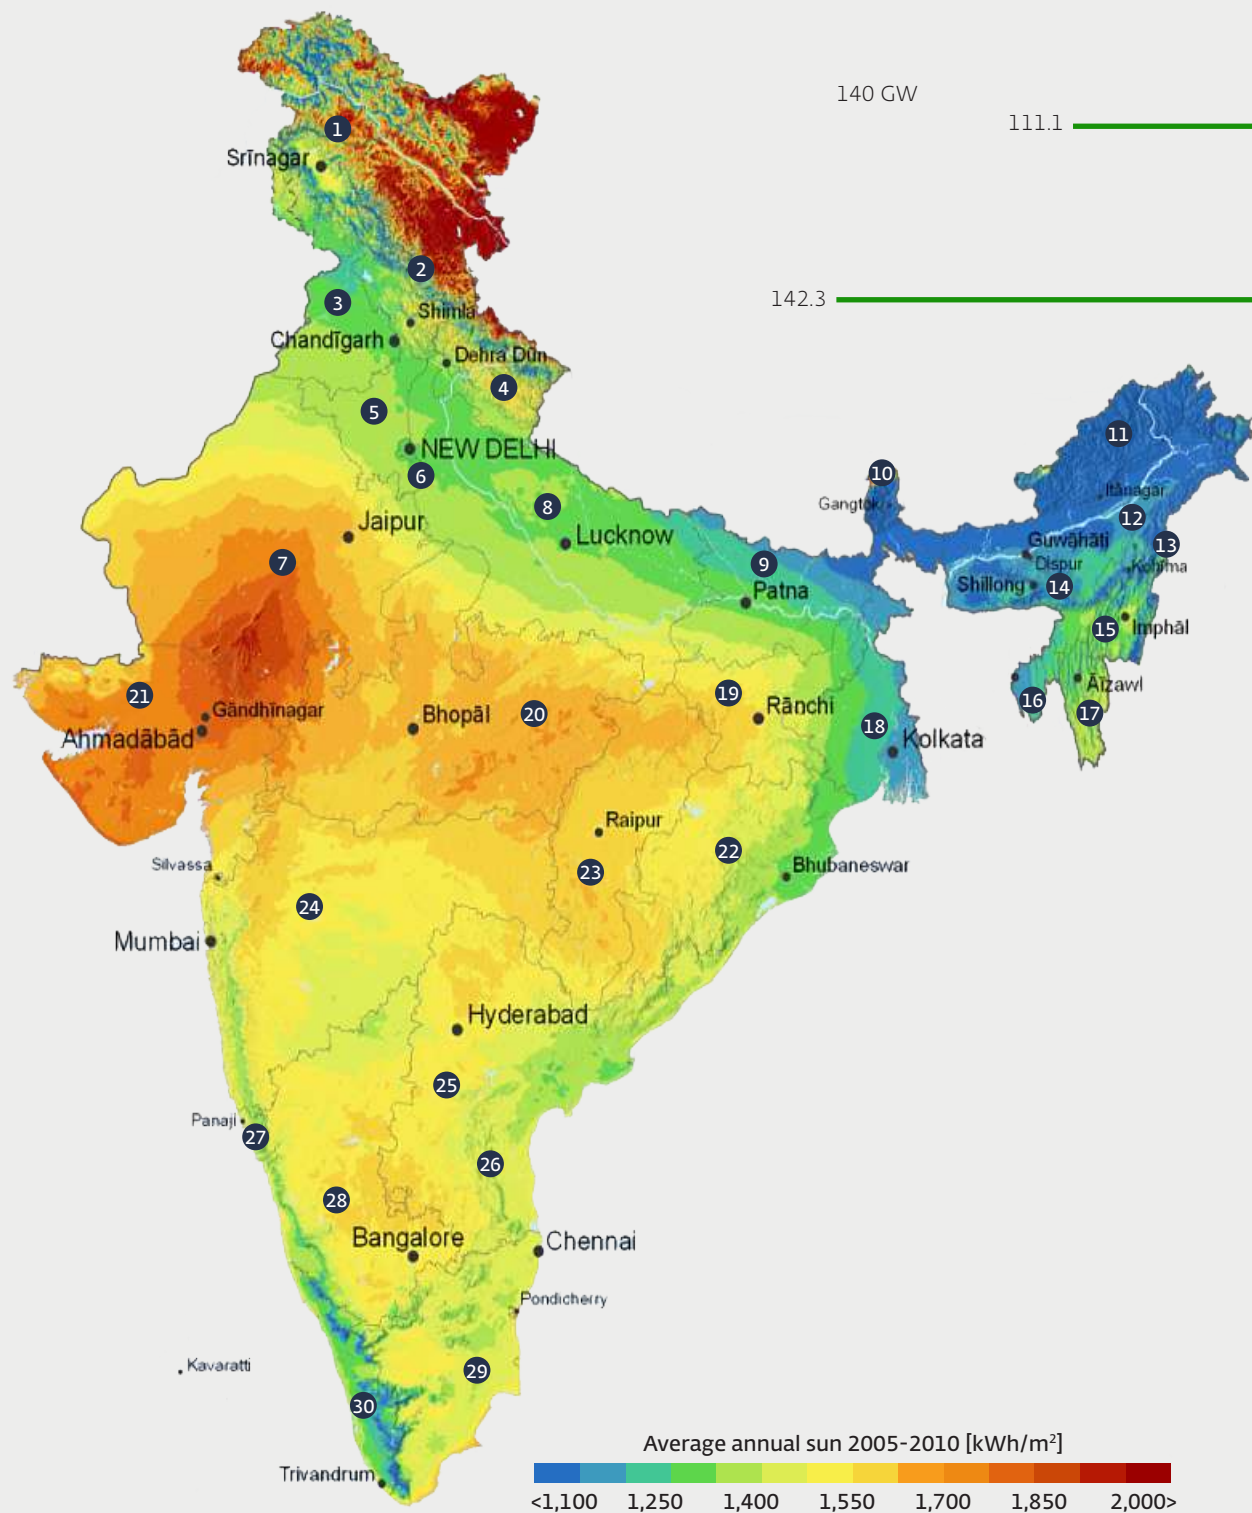 140 GW
111.1
1
Srīnagar
2
142.3
3
Shimla
Chandīgarh
Dehra Dūn
4
5
11
NEW DELHI
6
10
Itānagar
Gangtok
8
12
Jaipur
Lucknow
Guwāhāti
13
7
9
Dispur
Kohīma
Patna
Shillong
14
15
Imphāl
21
19
Āīzawl
Gāndhīnagar
Rānchi
16
17
Bhopāl
20
18
Ahmadābād
Kolkata
Raipur
22
Silvassa
23
Bhubaneswar
24
Mumbai
Hyderabad
25
Panaji
27
26
28
Bangalore
Chennai
Pondicherry
Kavaratti
29
30
Average annual sun 2005-2010 [kWh/m²]
Trivandrum
<1,100 1,250 1,400 1,550 1,700 1,850 2,000>